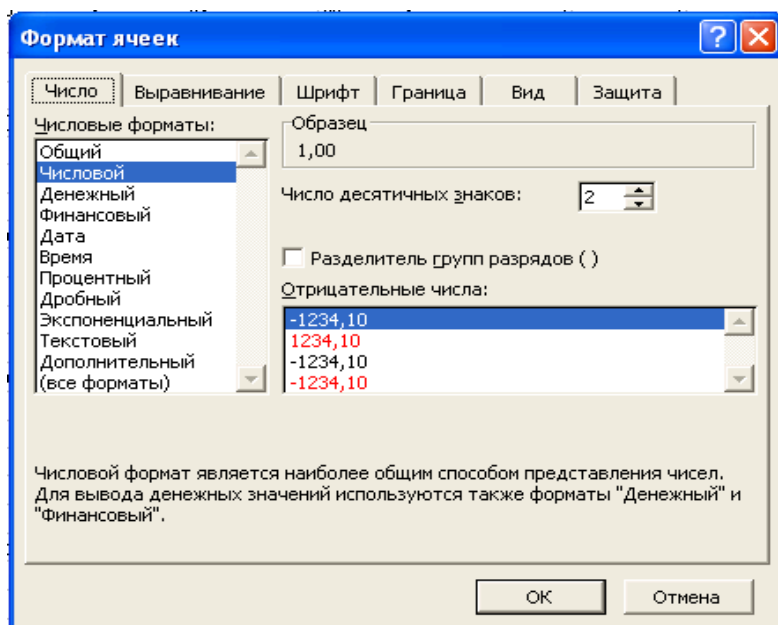 Формат ячеек
Число
Выравнивание
Шрифт
Граница
Вид
Защита
Числовые форматы:
Общий
Числовой
Денежный
Финансовый
Дата
Время
Процентный
Дробный
Экспоненциальный
Текстовый
Дополнительный
(все форматы)
Образец
1,00
Число десятичных знаков:
2
Разделитель групп разрядов ( )
Отрицательные числа:
-1234,10
1234,10
-1234,10
-1234,10
Числовой формат является наиболее общим способом представления чисел.
Для вывода денежных значений используются также форматы "Денежный" и
"Финансовый".
ОК
Отмена